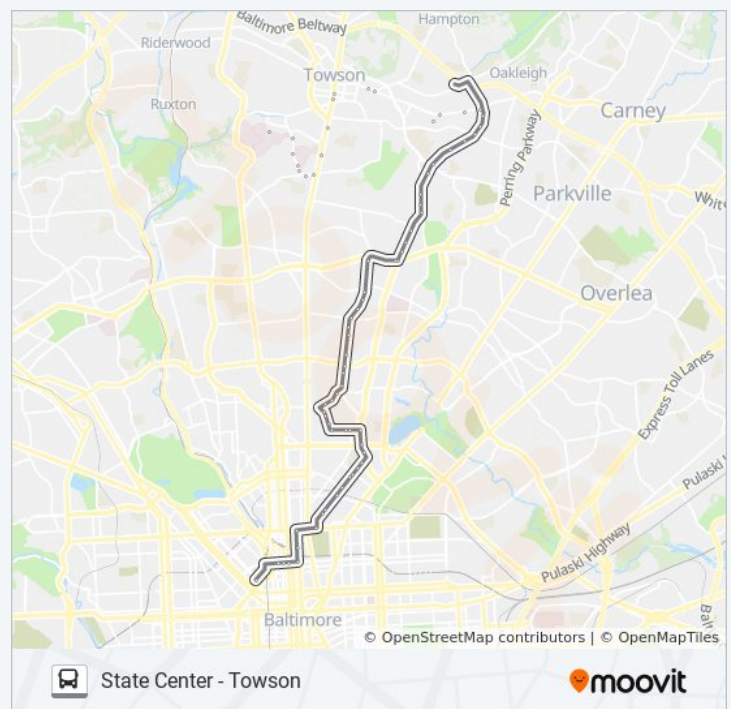 Hampton
Baltimore Beltway
Riderwood
Towson
Oakleigh
Ruxton
Carney
Perring Parkway
Parkville
Whit
Overlea
Express Toll Lanes
Pulaski H
Pulaski Highway
Balt
Baltimore
© OpenStreetMap contributors | © OpenMapTiles
State Center - Towson
moovit